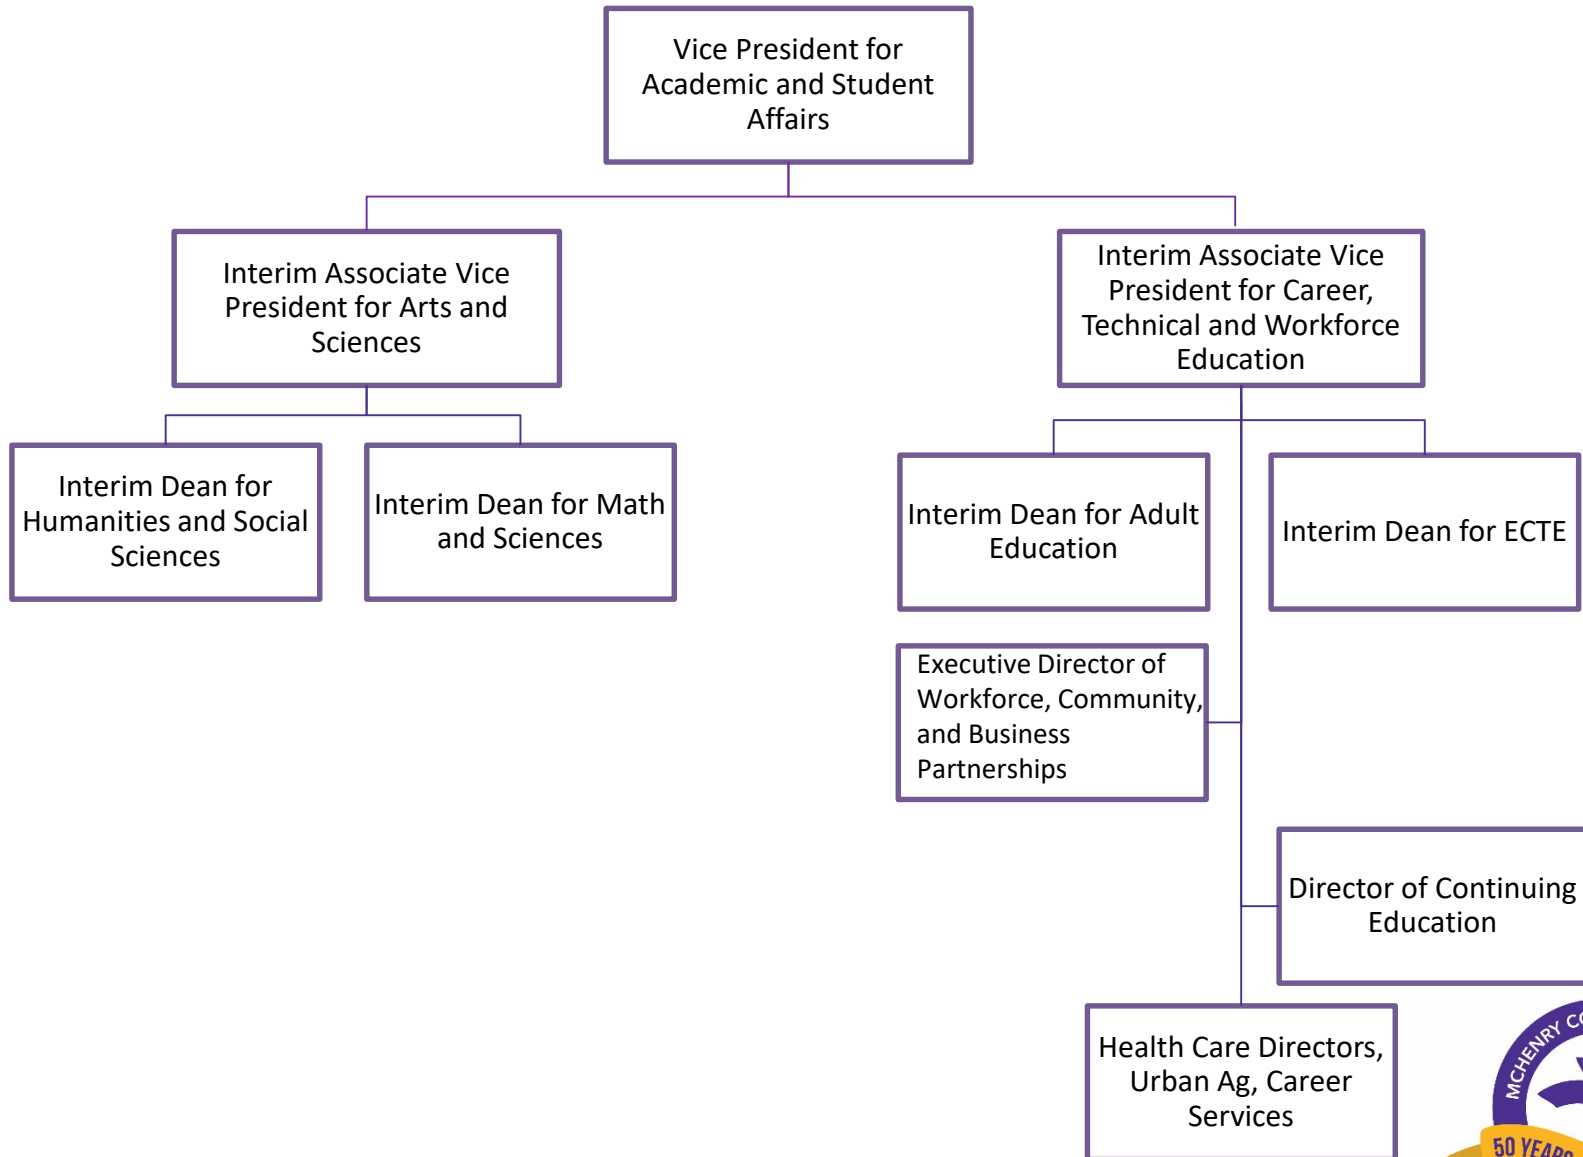 Vice President for
Academic and Student
Affairs
Interim Associate Vice
President for Arts and
Sciences
Interim Associate Vice
President for Career,
Technical and Workforce
Education
Interim Dean for
Humanities and Social
Sciences
Interim Dean for Math
and Sciences
Interim Dean for Adult
Education
Interim Dean for ECTE
Executive Director of
Workforce, Community,
and Business
Partnerships
Director of Continuing
Education
Health Care Directors,
Urban Ag, Career
Services
MCHENRY
50 YEARS